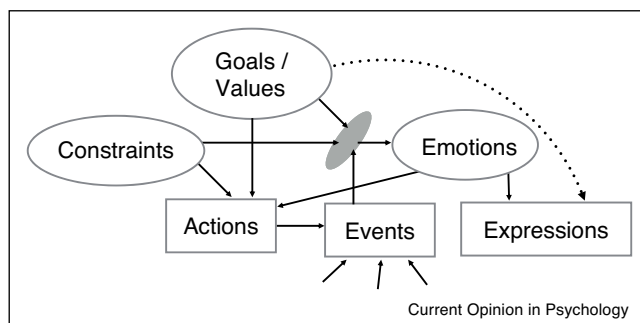 Goals /
Values
Constraints
Emotions
Actions
Events
Expressions
Current Opinion in Psychology